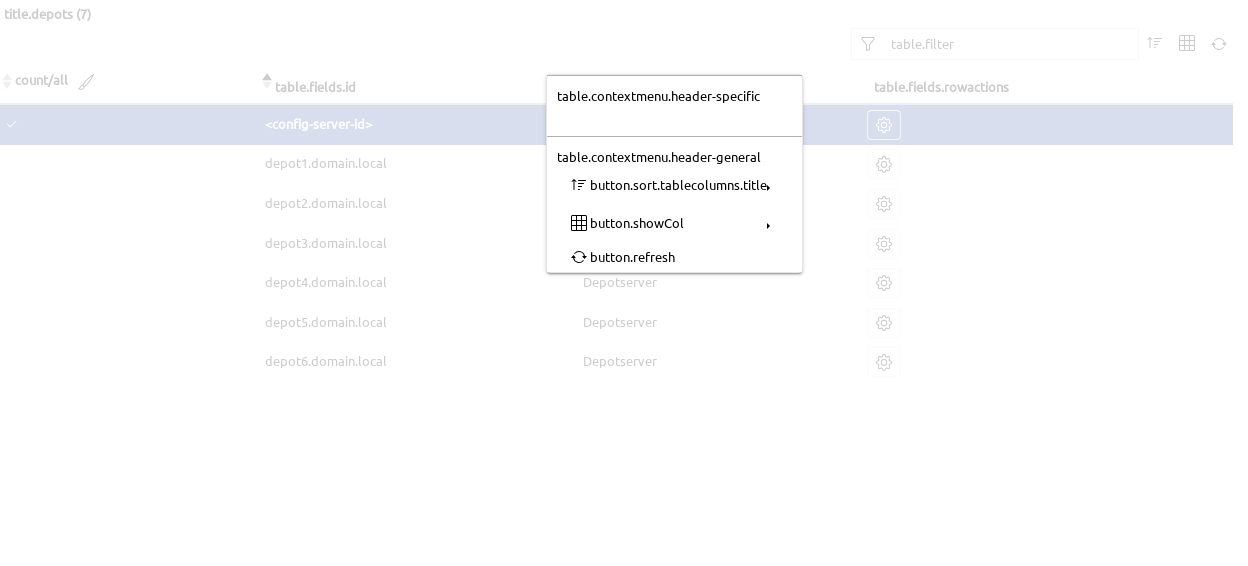 title.depots (7)
table.filter
count/all
table.fields.id
table.fields.rowactions
table.contextmenu.header-specific
<config-server-id>
table.contextmenu.header-general
depot1.domain.local
button.sort.tablecolumns.title
depot2.domain.local
button.showCol
depot3.domain.local
button.refresh
depot4.domain.local Depotserver
depot5.domain.local Depotserver
depot6.domain.local Depotserver